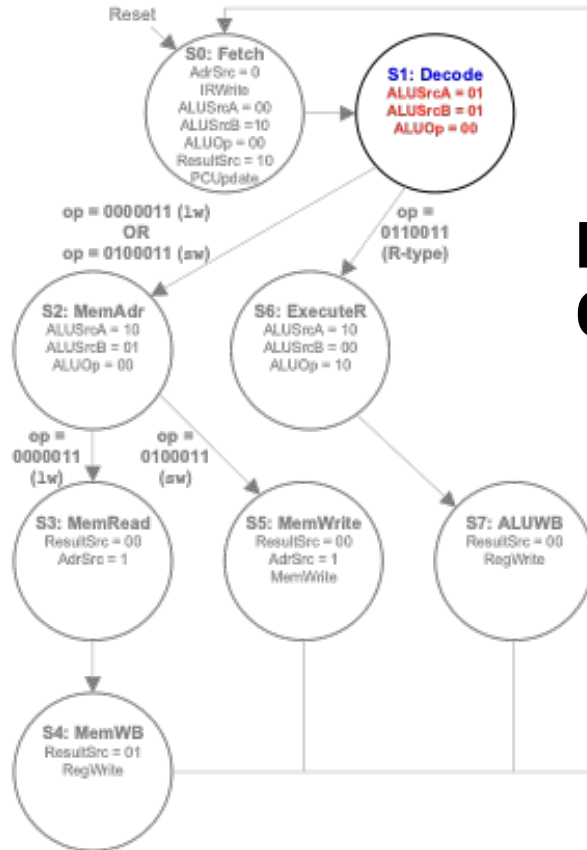 Reset
S0: Fetch
AdrSrc = 0
IRWrite
ALUSrcA = 00
ALUSrcB =10
ALUOp = 00
ResultSrc = 10
PCUpdate
S1: Decode
ALUSrcA = 01
ALUSrcB = 01
ALUOp = 00
op = 0000011 (lw)
OR
op = 0100011 (sw)
op =
0110011
(R-type)
S2: MemAdr
ALUSrcA = 10
ALUSrcB = 01
ALUOp = 00
S6: ExecuteR
ALUSrcA = 10
ALUSrcB = 00
ALUOp = 10
op =
0000011
(lw)
op =
0100011
(sw)
S3: MemRead
ResultSrc = 00
AdrSrc = 1
S5: MemWrite
ResultSrc = 00
AdrSrc = 1
MemWrite
S7: ALUWB
ResultSrc = 00
RegWrite
S4: MemWB
ResultSrc = 01
RegWrite